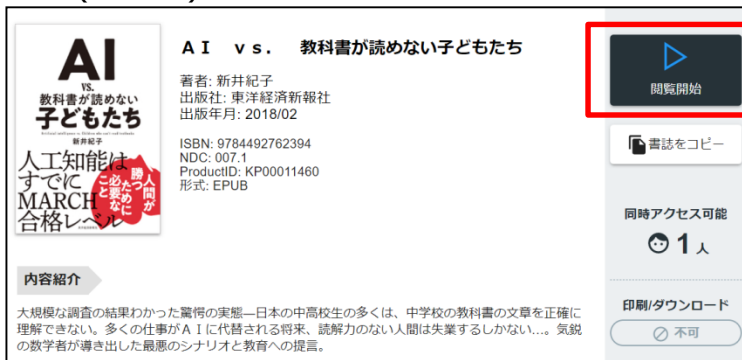 AI
vs.
教科書が読めない
子どもたち
新井紀子
人工知能は
すでに
MARCH
合格レベル
人間が
勝つために
必要な
こと
ＡＩ　ｖｓ．　教科書が読めない子どもたち
著者: 新井紀子
出版社: 東洋経済新報社
出版年月: 2018/02
ISBN: 9784492762394
NDC: 007.1
ProductID: KP00011460
形式: EPUB
閲覧開始
書誌をコピー
同時アクセス可能
1 人
印刷/ダウンロード
不可
内容紹介
大規模な調査の結果わかった驚愕の実態―日本の中高校生の多くは、中学校の教科書の文章を正確に
理解できない。多くの仕事がＡＩに代替される将来、読解力のない人間は失業するしかない…。気鋭
の数学者が導き出した最悪のシナリオと教育への提言。